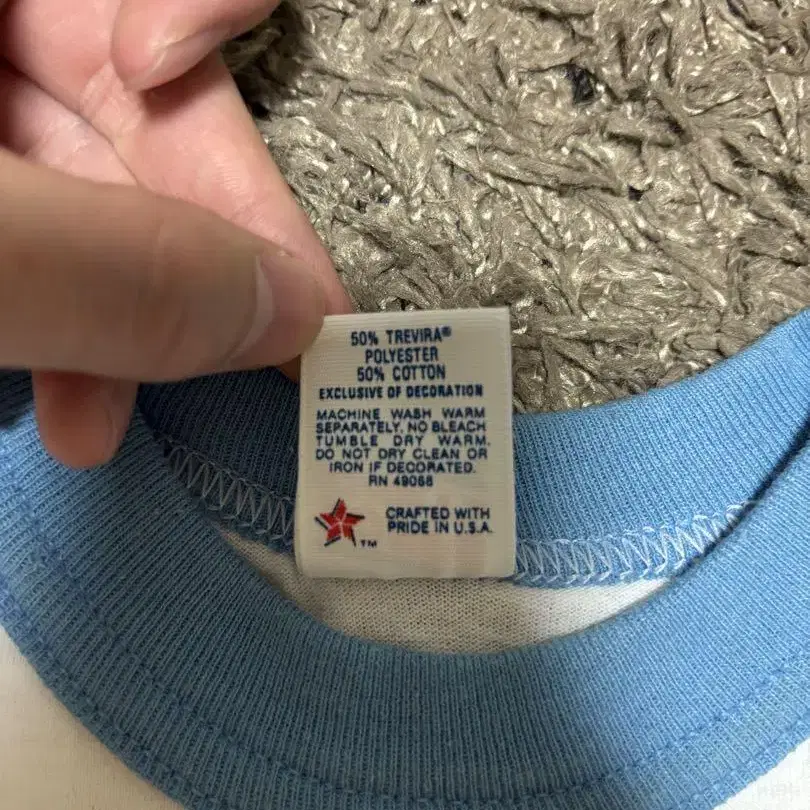 50% TREVIRA®
POLYESTER
50% COTTON
EXCLUSIVE OF DECORATION
MACHINE WASH WARM
SEPARATELY. NO BLEACH
TUMBLE DRY WARM.
DO NOT DRY CLEAN OR
IRON IF DECORATED.
RN 49068
CRAFTED WITH
PRIDE IN U.S.A.
TM